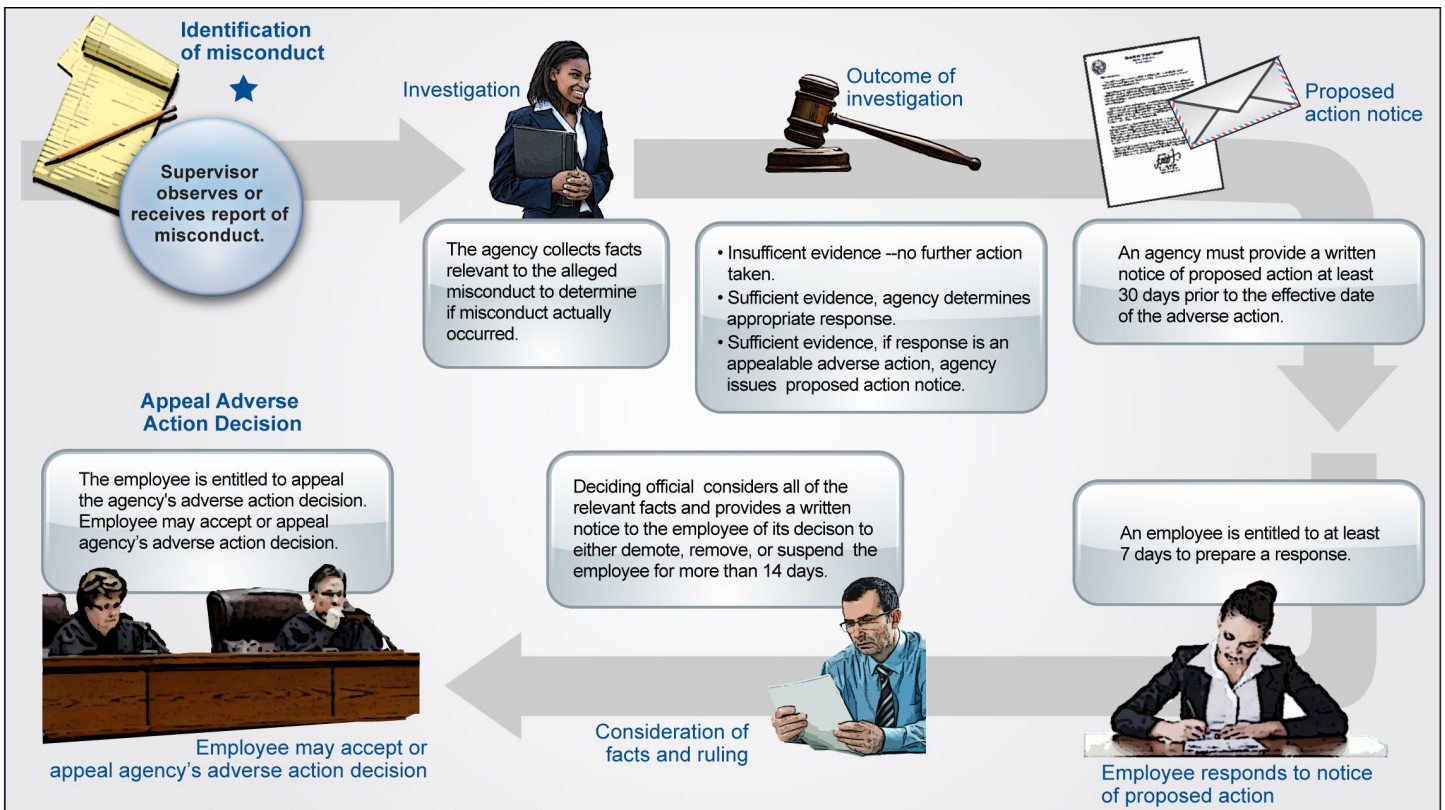 Identification
of misconduct
Supervisor
observes or
receives report of
misconduct.
Investigation
The agency collects facts
relevant to the alleged
misconduct to determine
if misconduct actually
occurred.
Outcome of
investigation
• Insufficent evidence --no further action
taken.
• Sufficient evidence, agency determines
appropriate response.
• Sufficient evidence, if response is an
appealable adverse action, agency
issues proposed action notice.
Proposed
action notice
An agency must provide a written
notice of proposed action at least
30 days prior to the effective date
of the adverse action.
An employee is entitled to at least
7 days to prepare a response.
Employee responds to notice
of proposed action
Deciding official considers all of the
relevant facts and provides a written
notice to the employee of its decison to
either demote, remove, or suspend the
employee for more than 14 days.
Consideration of
facts and ruling
Appeal Adverse
Action Decision
The employee is entitled to appeal
the agency's adverse action decision.
Employee may accept or appeal
agency's adverse action decision.
Employee may accept or
appeal agency's adverse action decision